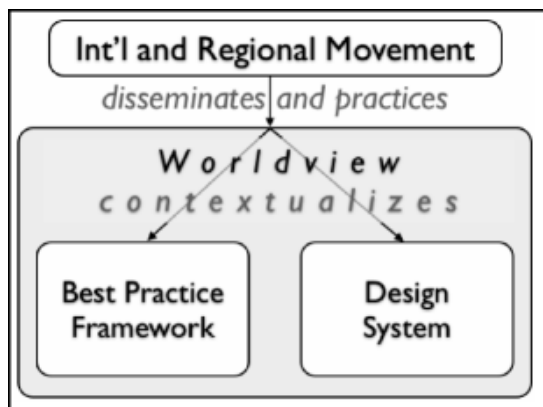 Int'l and Regional Movement
disseminates and practices
Worldview
contextualizes
Best Practice
Framework
Design
System